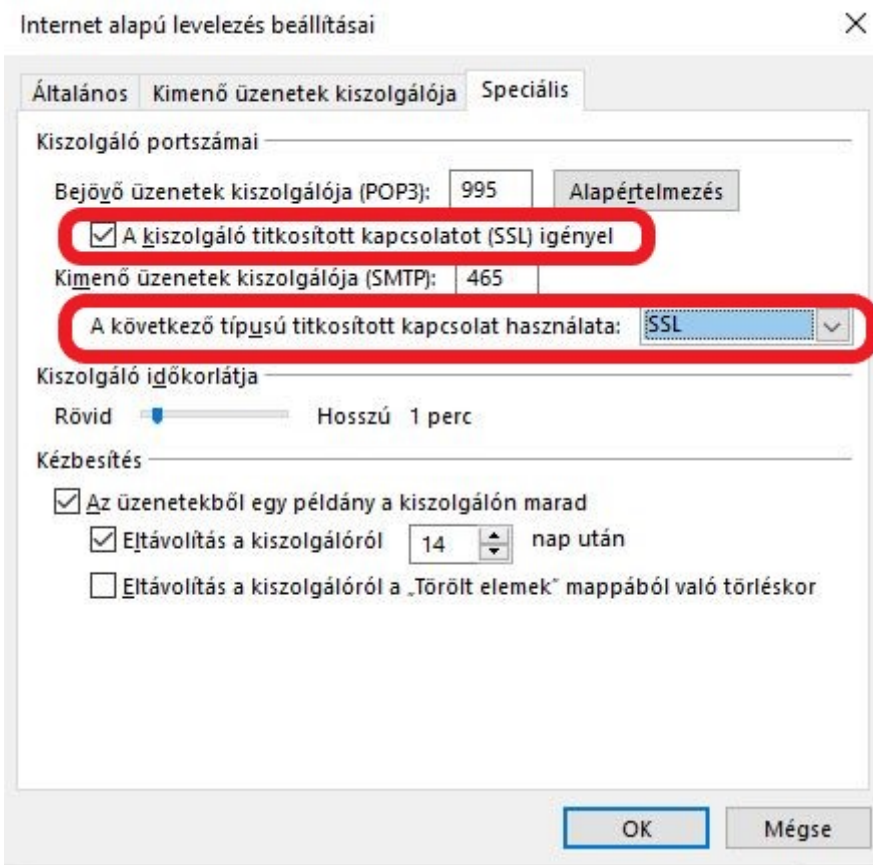 Internet alapú levelezés beállításai
Általános Kimenő üzenetek kiszolgálója Speciális
Kiszolgáló portszámai
Bejövő üzenetek kiszolgálója (POP3): 995 Alapértelmezés
A kiszolgáló titkosított kapcsolatot (SSL) igényel
Kimenő üzenetek kiszolgálója (SMTP): 465
A következő típusú titkosított kapcsolat használata: SSL
Kiszolgáló időkorlátja
Rövid Hosszú 1 perc
Kézbesítés
Az üzenetekből egy példány a kiszolgálón marad
Eltávolítás a kiszolgálóról 14 nap után
Eltávolítás a kiszolgálóról a „Törölt elemek” mappából való törléskor
OK Mégse